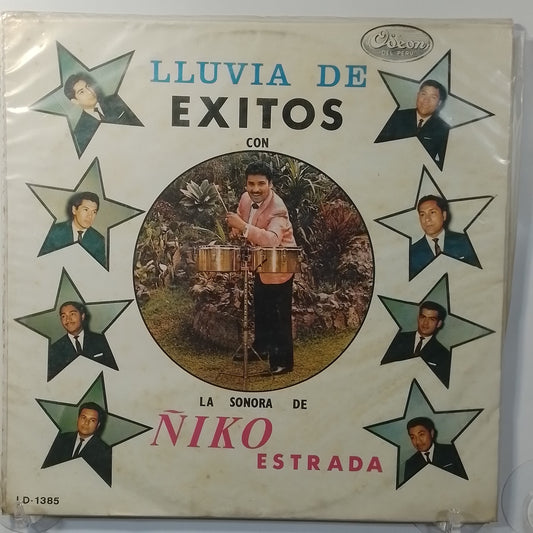 Odeon
DEL PERU
LLUVIA DE
EXITOS
CON
LA SONORA DE
ÑIKO
ESTRADA
LD-1385